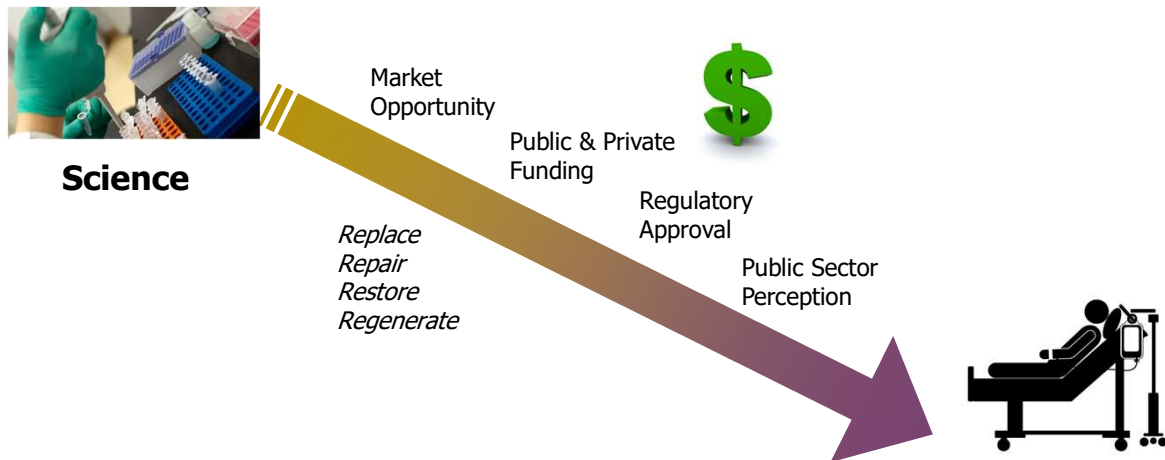 Science
Market
Opportunity
Public & Private
Funding
Regulatory
Approval
Public Sector
Perception
Replace
Repair
Restore
Regenerate
$